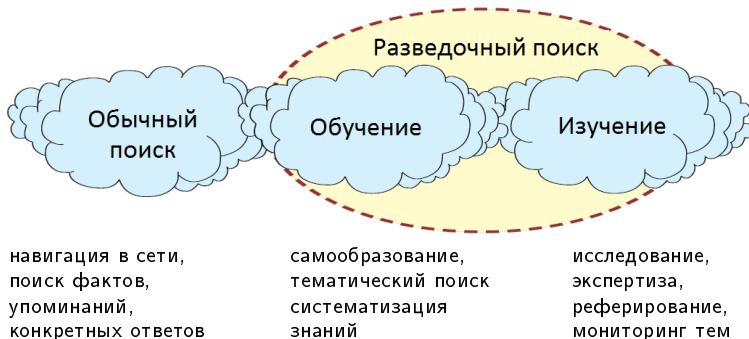 Разведочный поиск
Обычный
поиск
Обучение
Изучение
навигация в сети,
поиск фактов,
упоминаний,
конкретных ответов
самообразование,
тематический поиск
систематизация
знаний
исследование,
экспертиза,
реферирование,
мониторинг тем